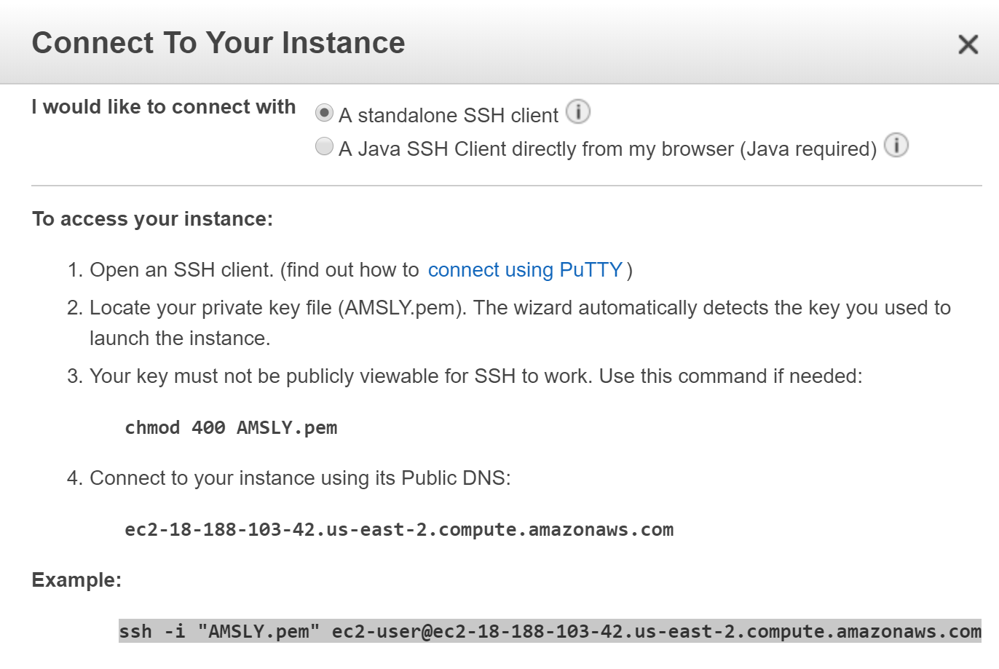 Connect To Your Instance
I would like to connect with
A standalone SSH client
A Java SSH Client directly from my browser (Java required)
To access your instance:
1. Open an SSH client. (find out how to connect using PuTTY )
2. Locate your private key file (AMSLY.pem). The wizard automatically detects the key you used to
launch the instance.
3. Your key must not be publicly viewable for SSH to work. Use this command if needed:
chmod 400 AMSLY.pem
4. Connect to your instance using its Public DNS:
ec2-18-188-103-42.us-east-2.compute.amazonaws.com
Example:
ssh -i "AMSLY.pem" ec2-user@ec2-18-188-103-42.us-east-2.compute.amazonaws.com